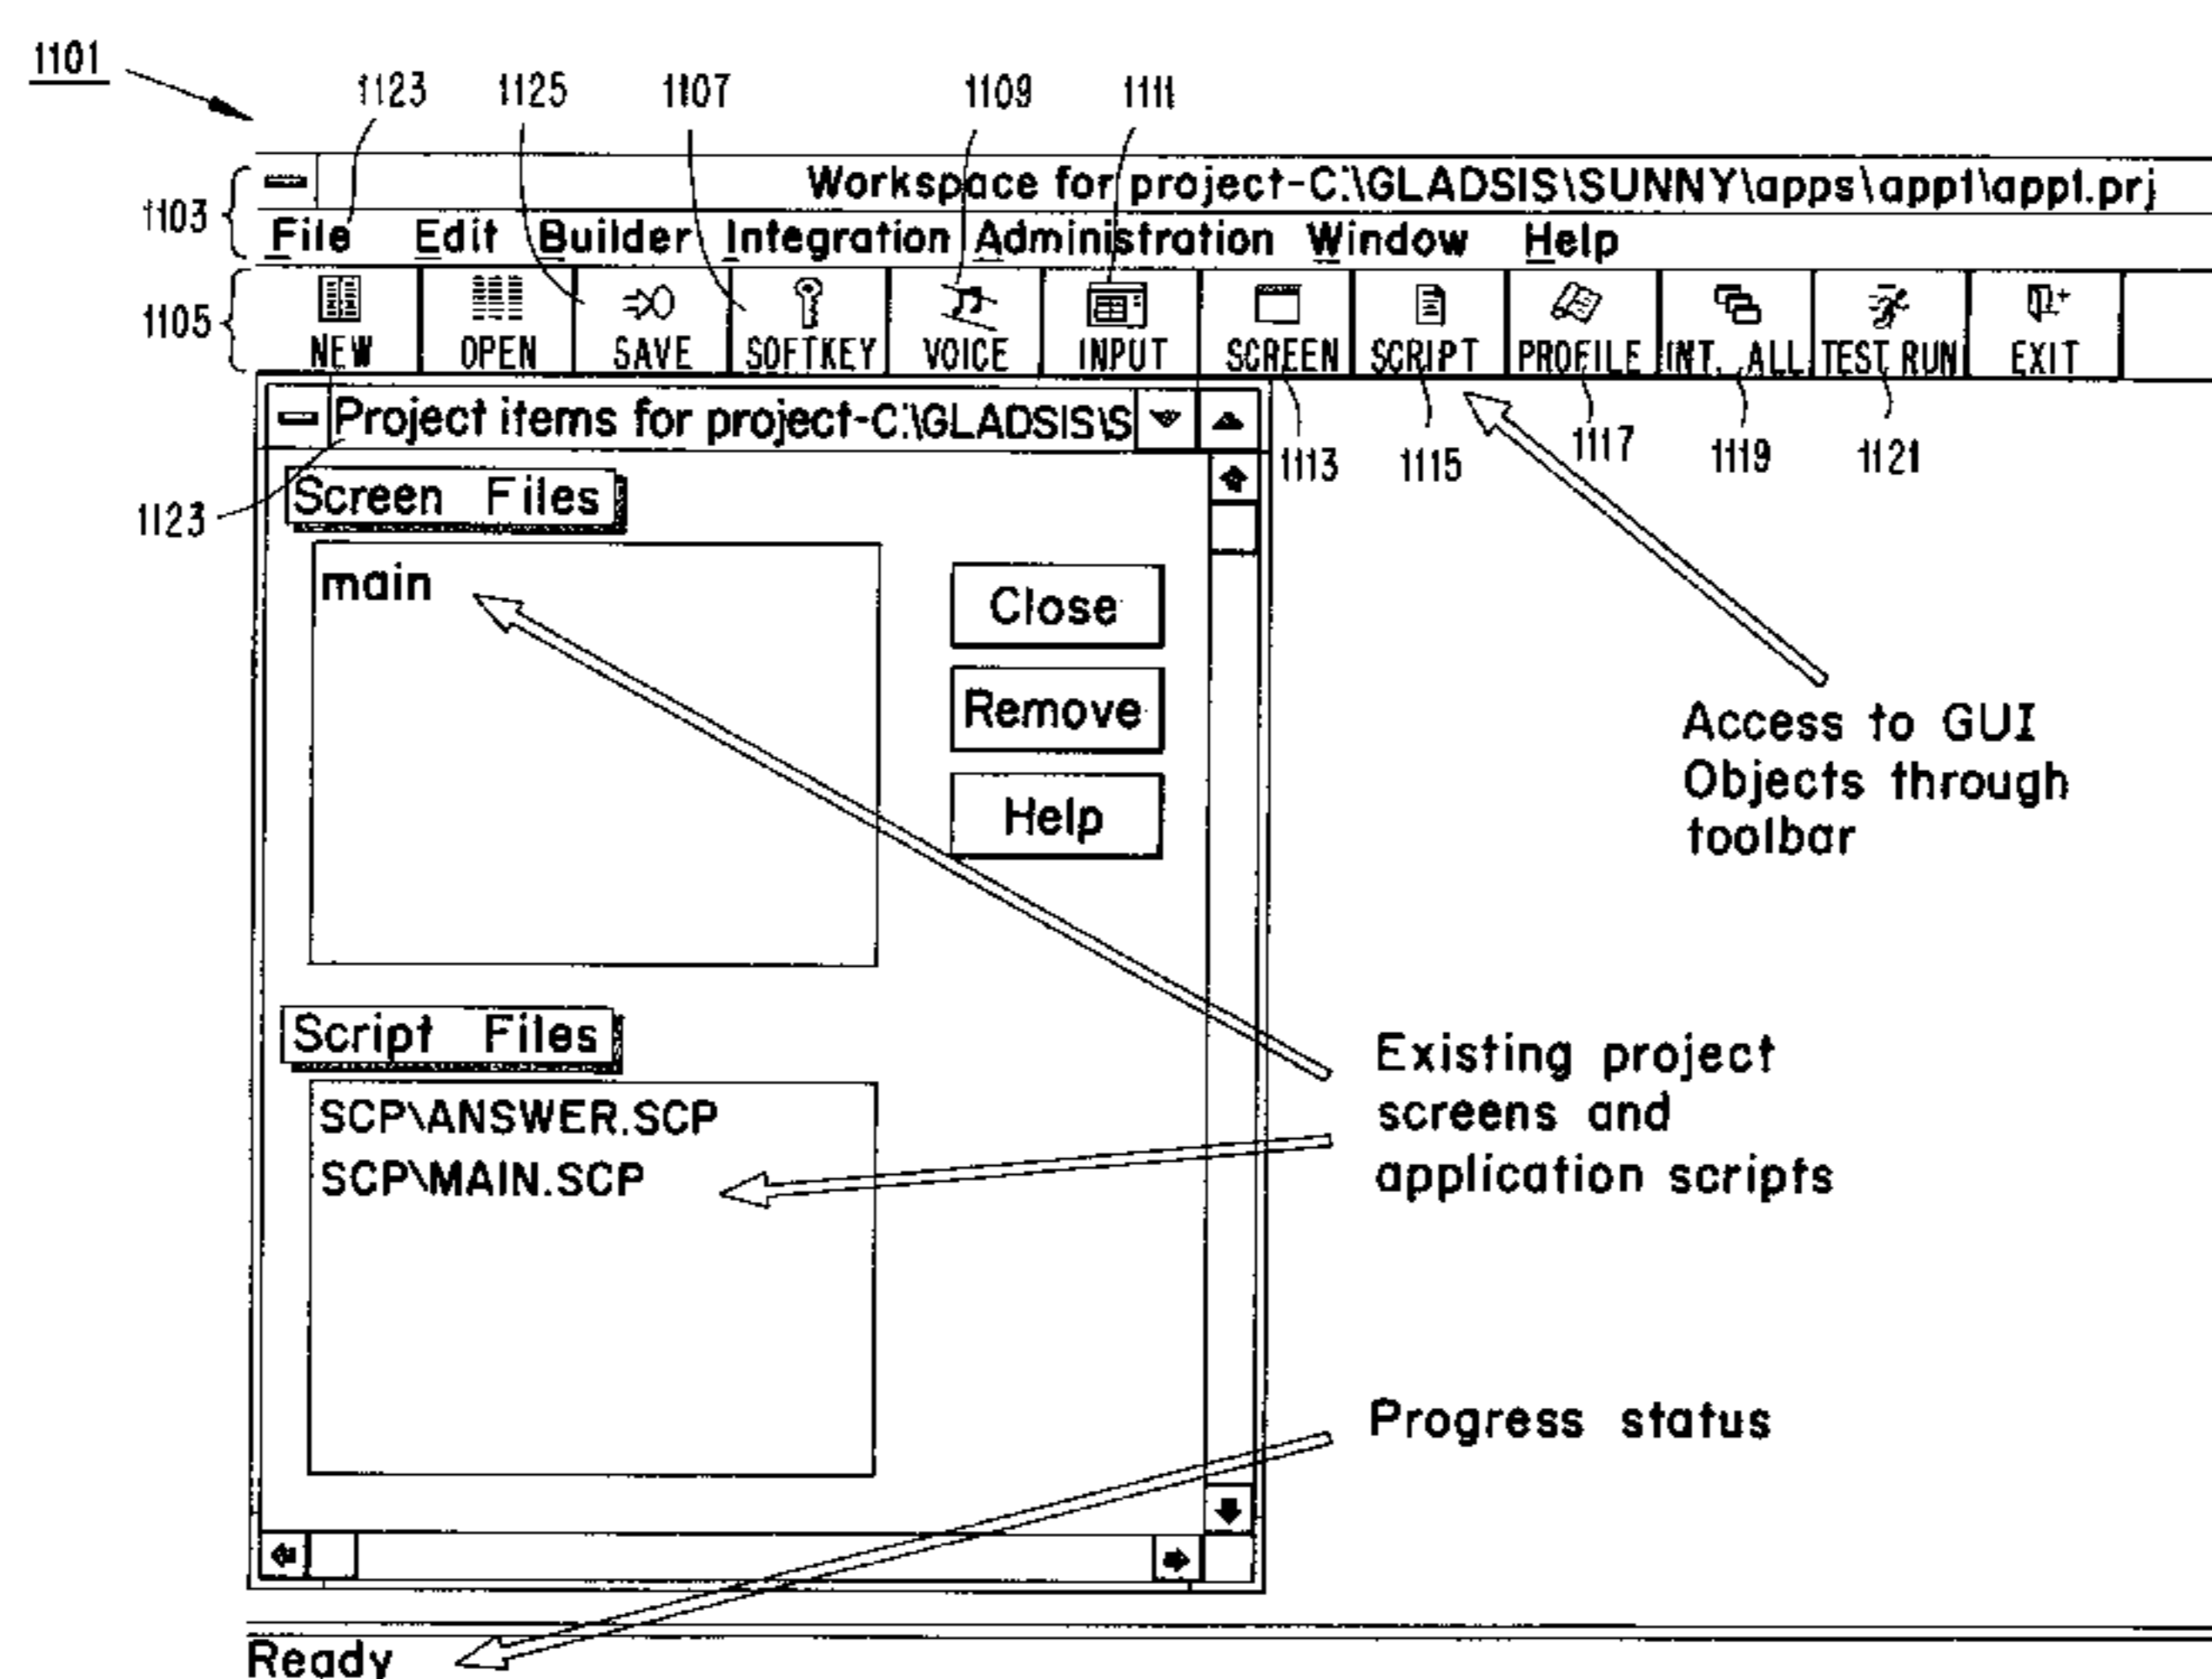 1101
1123 1125 1107 1109 1111
Workspace for project-C:\GLADSIS\SUNNY\apps\app1\app1.prj
1103
File Edit Builder Integration Administration Window Help
1105
NEW OPEN SAVE SOFTKEY VOICE INPUT SCREEN SCRIPT PROFILE INT. ALL TEST RUN EXIT
Project items for project-C:\GLADSIS\S
1113 1115 1117 1119 1121
1123
Screen Files
main
Close
Remove
Help
Access to GUI
Objects through
toolbar
Script Files
SCP\ANSWER.SCP
SCP\MAIN.SCP
Existing project
screens and
application scripts
Progress status
Ready